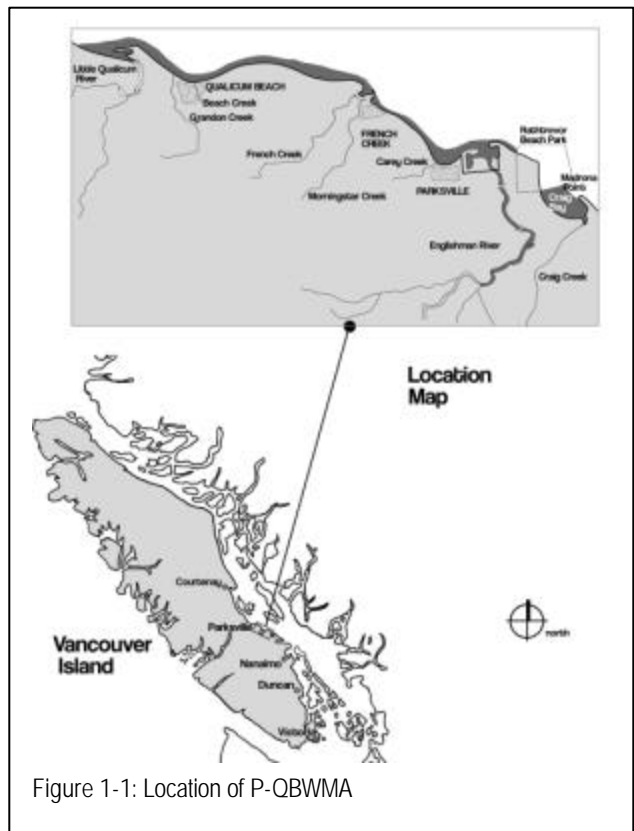 Little Qualicum
River
QUALICUM BEACH
Beach Creek
Grandon Creek
French Creek
FRENCH
CREEK
Carey Creek
Morningstar Creek
PARKSVILLE
Rathtrevor
Beach Park
Madrona
Point
Craig
Bay
Englishman River
Craig Creek
Location
Map
Courtenay
Parksville
Vancouver
Island
Nanaimo
Duncan
Victoria
north
Figure 1-1: Location of P-QBWMA